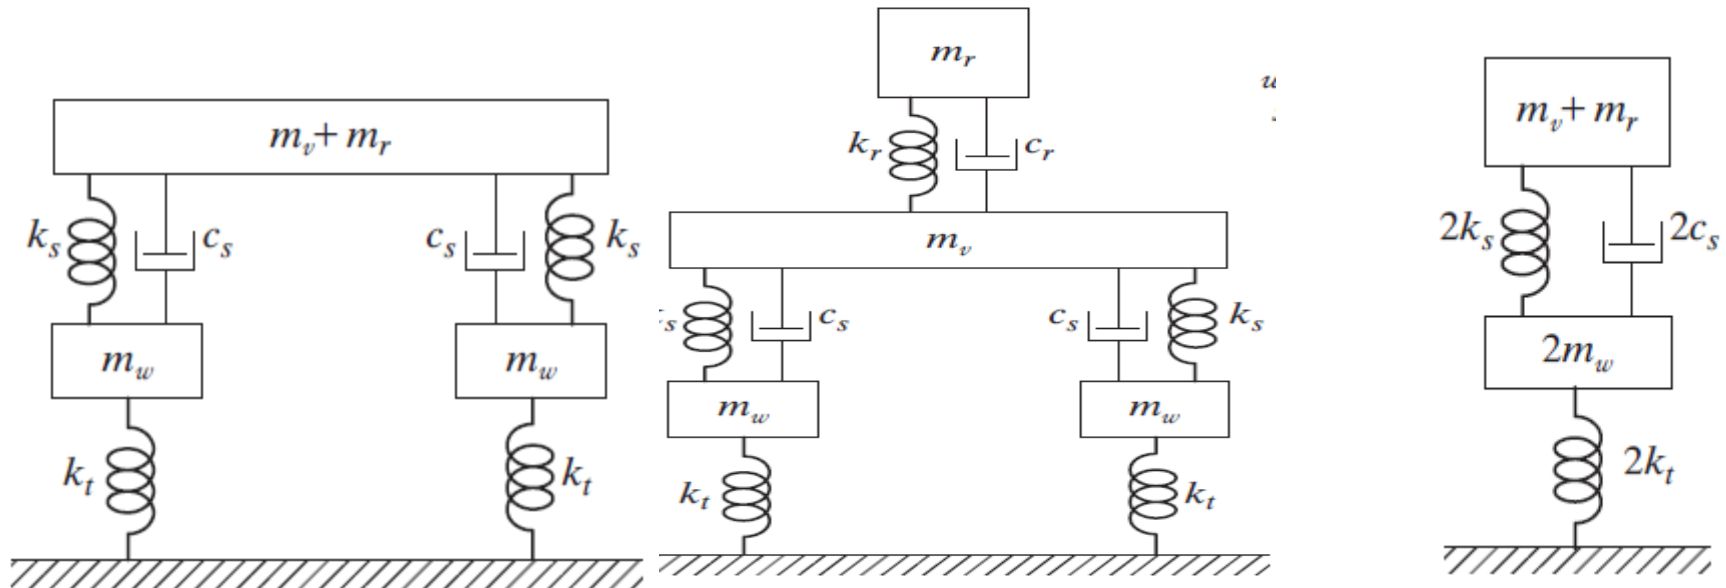 m_v + m_r
k_s c_s c_s k_s
m_w m_w
k_t k_t
m_r
k_r c_r
m_v
s c_s c_s k_s
m_w m_w
k_t k_t
m_v + m_r
2k_s 2c_s
2m_w
2k_t